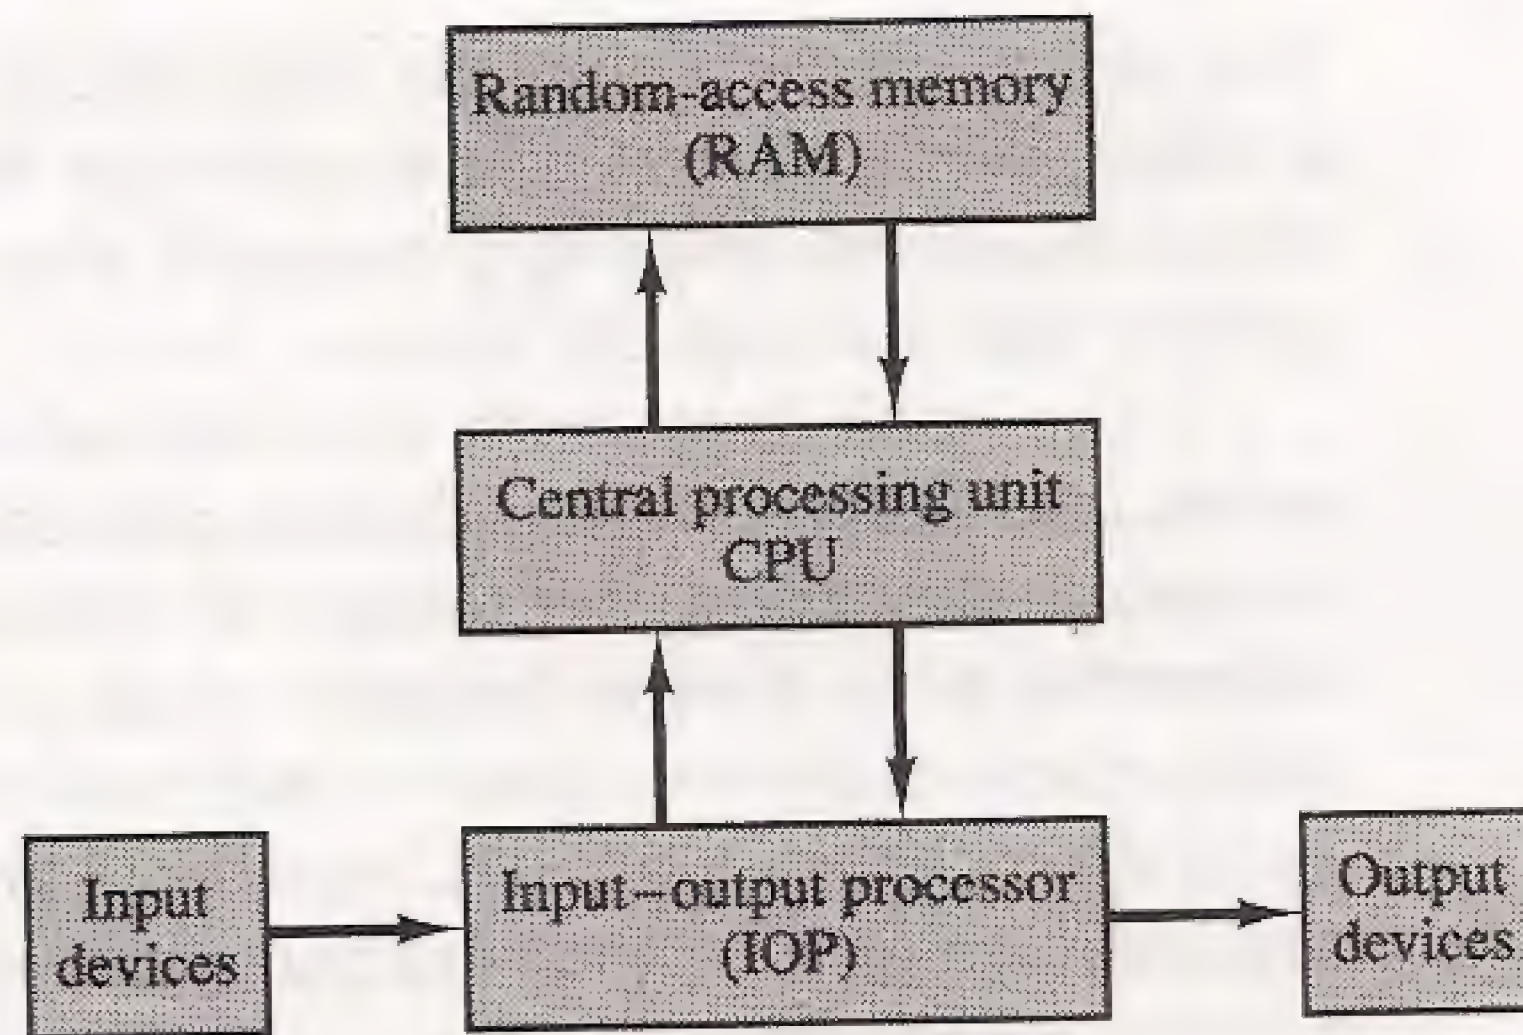 Random-access memory
(RAM)
Central processing unit
CPU
Input
devices
Input–output processor
(IOP)
Output
devices